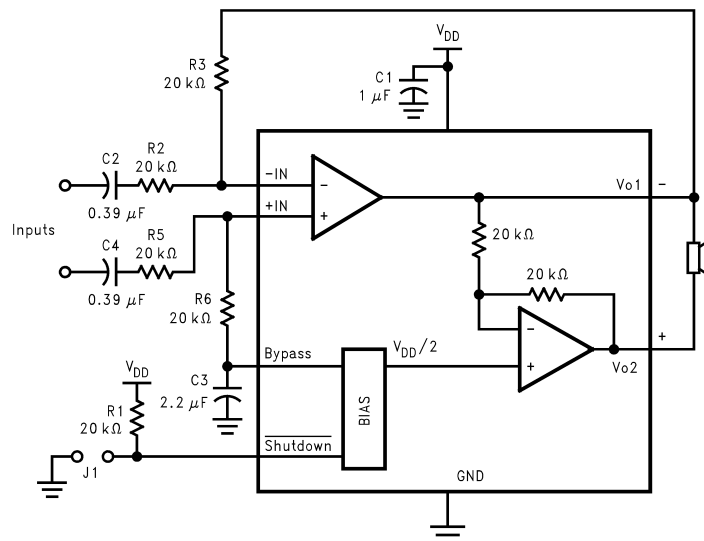 V_DD
R3
20 kΩ
C1
1 µF
C2
R2
20 kΩ
−IN
−
Vo1
−
0.39 µF
+IN
+
Inputs
C4
R5
20 kΩ
20 kΩ
0.39 µF
R6
20 kΩ
20 kΩ
−
+
Bypass
V_DD/2
+
Vo2
V_DD
C3
2.2 µF
R1
20 kΩ
BIAS
Shutdown
J1
GND